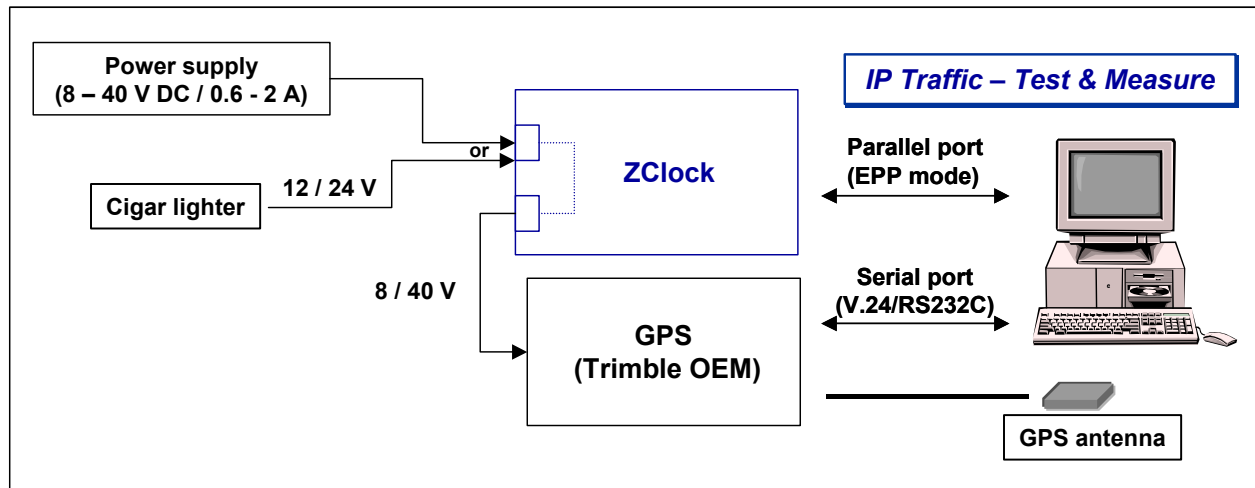 Power supply
(8 – 40 V DC / 0.6 - 2 A)
IP Traffic – Test & Measure
or
ZClock
Parallel port
(EPP mode)
12 / 24 V
Cigar lighter
8 / 40 V
Serial port
(V.24/RS232C)
GPS
(Trimble OEM)
GPS antenna